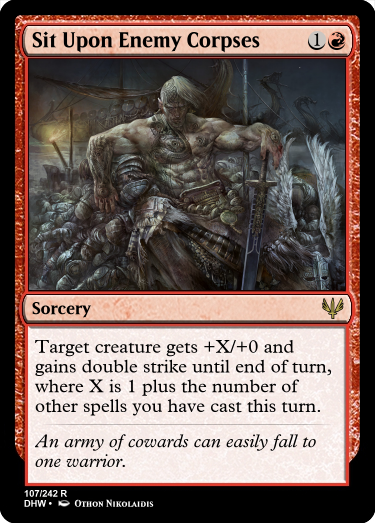 Sit Upon Enemy Corpses 1
Sorcery
Target creature gets +X/+0 and
gains double strike until end of turn,
where X is 1 plus the number of
other spells you have cast this turn.
An army of cowards can easily fall to
one warrior.
107/242 R
DHW • Othon Nikolaidis